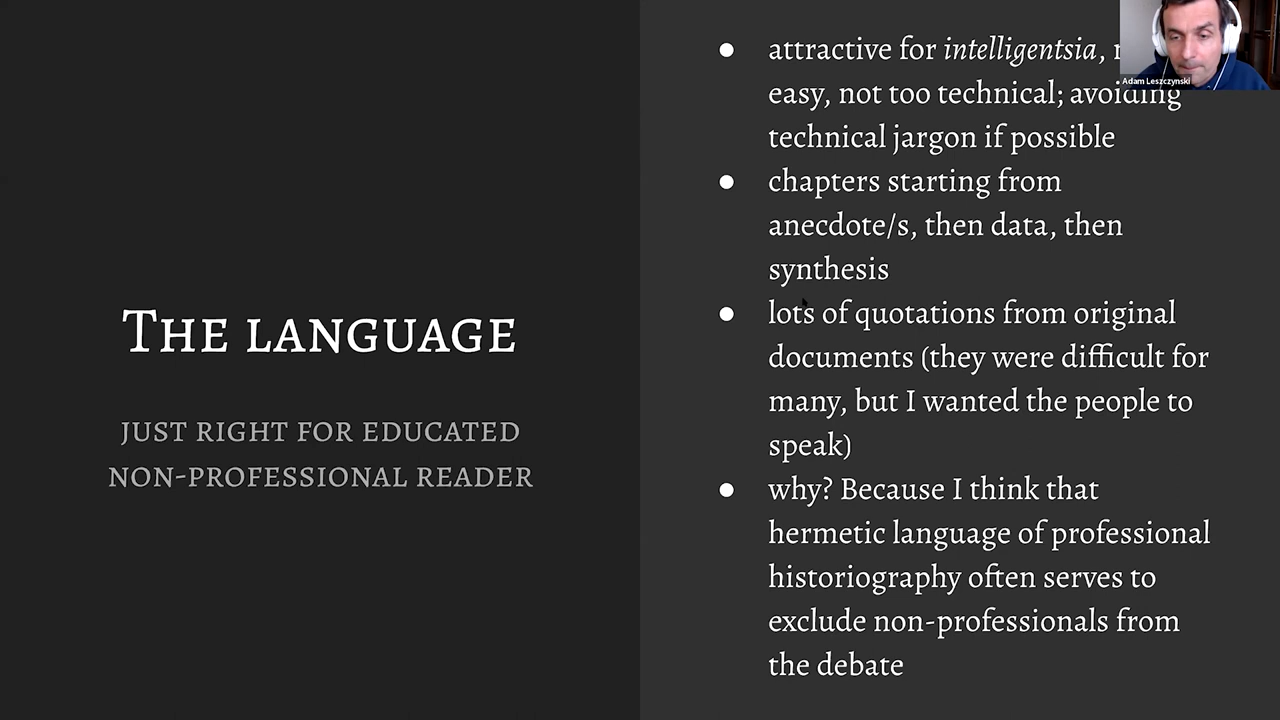 THE LANGUAGE
JUST RIGHT FOR EDUCATED
NON-PROFESSIONAL READER
● attractive for intelligentsia,
easy, not too technical; avoiding
technical jargon if possible
● chapters starting from
anecdote/s, then data, then
synthesis
● lots of quotations from original
documents (they were difficult for
many, but I wanted the people to
speak)
● why? Because I think that
hermetic language of professional
historiography often serves to
exclude non-professionals from
the debate
Adam Leszczynski